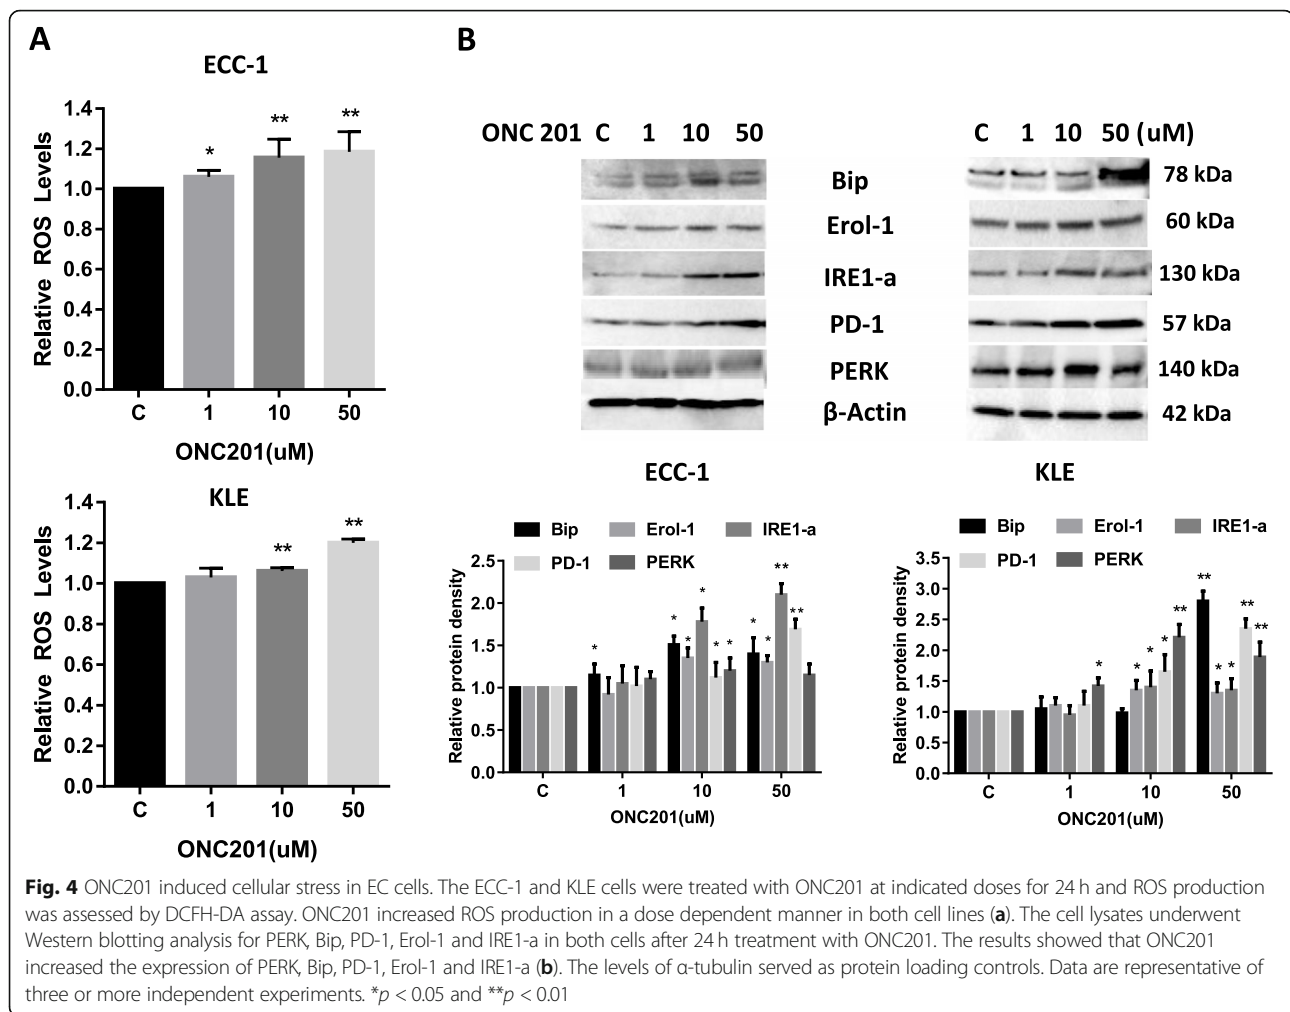 A
ECC-1
Relative ROS Levels
1.4
1.2
1.0
0.8
0.6
0.4
0.2
0.0
*
**
**
C 1 10 50
ONC201(uM)
KLE
Relative ROS Levels
1.4
1.2
1.0
0.8
0.6
0.4
0.2
0.0
**
**
C 1 10 50
ONC201(uM)
B
ONC 201 C 1 10 50
C 1 10 50 (uM)
Bip 78 kDa
Erol-1 60 kDa
IRE1-a 130 kDa
PD-1 57 kDa
PERK 140 kDa
β-Actin 42 kDa
ECC-1
Bip Erol-1 IRE1-a
PD-1 PERK
Relative protein density
2.5
2.0
1.5
1.0
0.5
0.0
*
* * * * *
* * ** **
C 1 10 50
ONC201(uM)
KLE
Bip Erol-1 IRE1-a
PD-1 PERK
Relative protein density
3.5
3.0
2.5
2.0
1.5
1.0
0.5
0.0
*
* * * **
** * * ** **
C 1 10 50
ONC201(uM)
Fig. 4 ONC201 induced cellular stress in EC cells. The ECC-1 and KLE cells were treated with ONC201 at indicated doses for 24 h and ROS production
was assessed by DCFH-DA assay. ONC201 increased ROS production in a dose dependent manner in both cell lines (a). The cell lysates underwent
Western blotting analysis for PERK, Bip, PD-1, Erol-1 and IRE1-a in both cells after 24 h treatment with ONC201. The results showed that ONC201
increased the expression of PERK, Bip, PD-1, Erol-1 and IRE1-a (b). The levels of α-tubulin served as protein loading controls. Data are representative of
three or more independent experiments. *p < 0.05 and **p < 0.01